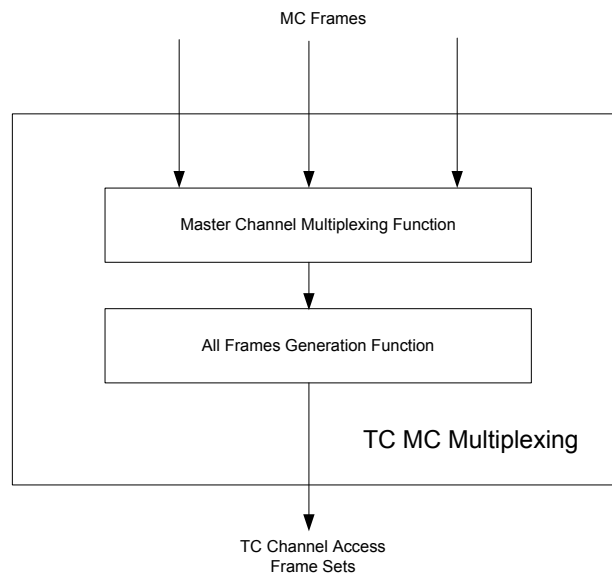 MC Frames
Master Channel Multiplexing Function
All Frames Generation Function
TC MC Multiplexing
TC Channel Access
Frame Sets